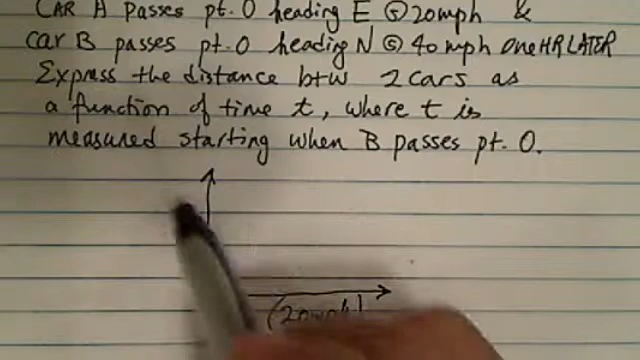 CAR A passes pt. O heading E @ 20mph &
car B passes pt. O heading N @ 40 mph ONE HR LATER
Express the distance btw 2 cars as
a function of time t, where t is
measured starting when B passes pt. O.
(20mph)